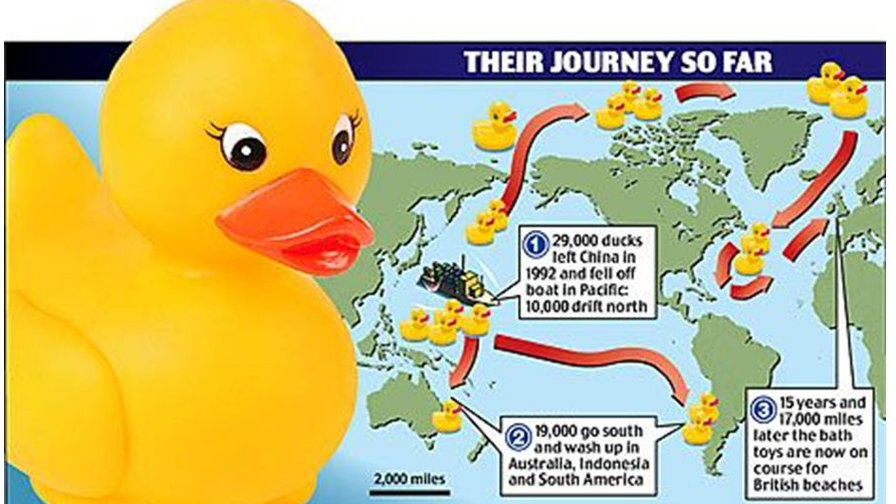 THEIR JOURNEY SO FAR
1 29,000 ducks
left China in
1992 and fell off
boat in Pacific:
10,000 drift north
2 19,000 go south
and wash up in
Australia, Indonesia
and South America
3 15 years and
17,000 miles
later the bath
toys are now on
course for
British beaches
2,000 miles